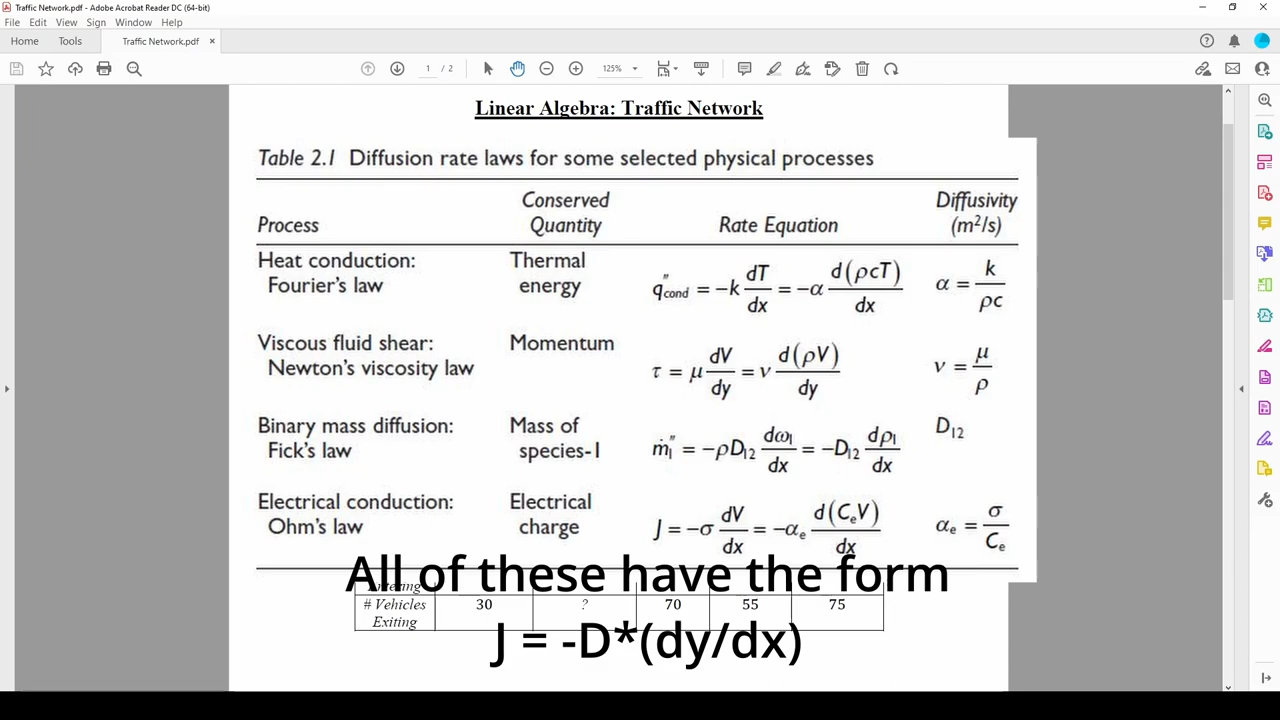 Traffic Network.pdf - Adobe Acrobat Reader DC (64-bit)
File Edit View Sign Window Help
Home Tools Traffic Network.pdf ×
1 / 2 125%
Linear Algebra: Traffic Network
Table 2.1 Diffusion rate laws for some selected physical processes
Conserved Diffusivity
Process Quantity Rate Equation (m²/s)
Heat conduction: Thermal
Fourier's law energy q″cond = −k dT/dx = −α d(ρcT)/dx α = k/ρc
Viscous fluid shear: Momentum
Newton's viscosity law τ = μ dV/dy = ν d(ρV)/dy ν = μ/ρ
Binary mass diffusion: Mass of D₁₂
Fick's law species-1 ṁ₁″ = −ρD₁₂ dω₁/dx = −D₁₂ dρ₁/dx
Electrical conduction: Electrical
Ohm's law charge J = −σ dV/dx = −αₑ d(CₑV)/dx αₑ = σ/Cₑ
All of these have the form
# Vehicles 30 ? 70 55 75
Exiting
J = -D*(dy/dx)